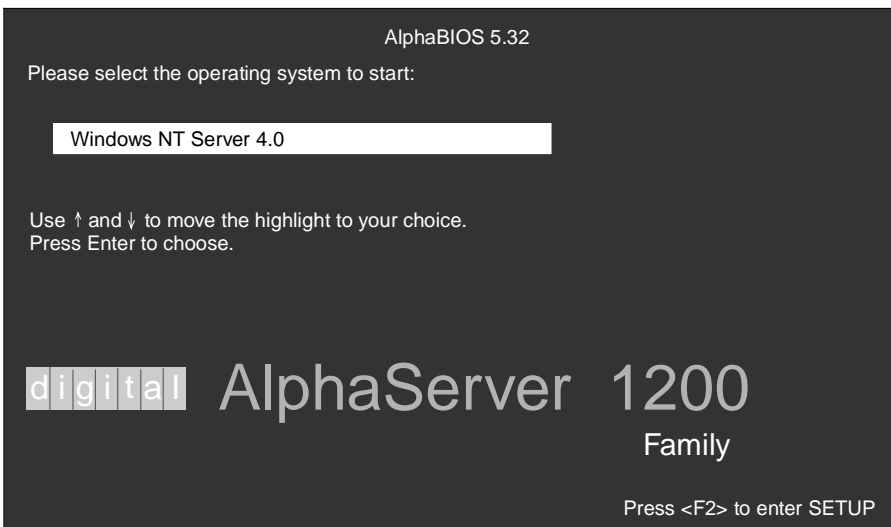 AlphaBIOS 5.32
Please select the operating system to start:
Windows NT Server 4.0
Use ↑ and ↓ to move the highlight to your choice.
Press Enter to choose.
digital AlphaServer 1200
Family
Press <F2> to enter SETUP